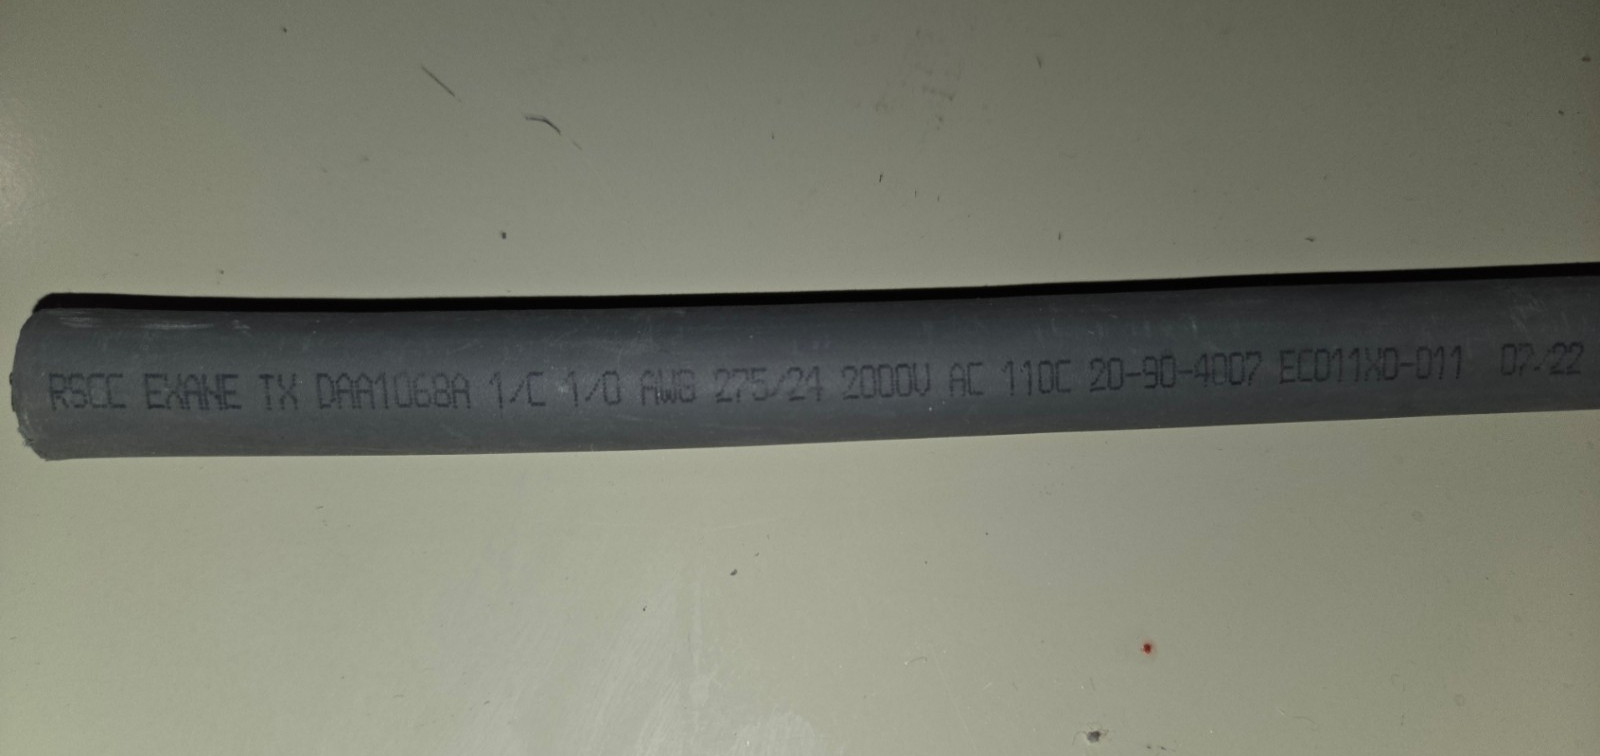 RSCC EXANE TX DAA1068A 1/C 1/0 AWG 275/24 2000V AC 110C 20-90-4007 EC011X0-011 07/22